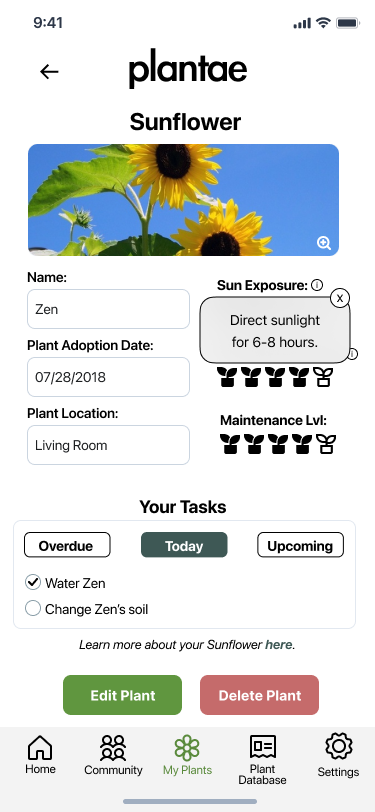 9:41
plantae
Sunflower
Name:
Zen
Sun Exposure:
x
Direct sunlight
for 6-8 hours.
Plant Adoption Date:
07/28/2018
Plant Location:
Living Room
Maintenance Lvl:
Your Tasks
Overdue
Today
Upcoming
Water Zen
Change Zen's soil
Learn more about your Sunflower here.
Edit Plant
Delete Plant
Home
Community
My Plants
Plant
Database
Settings